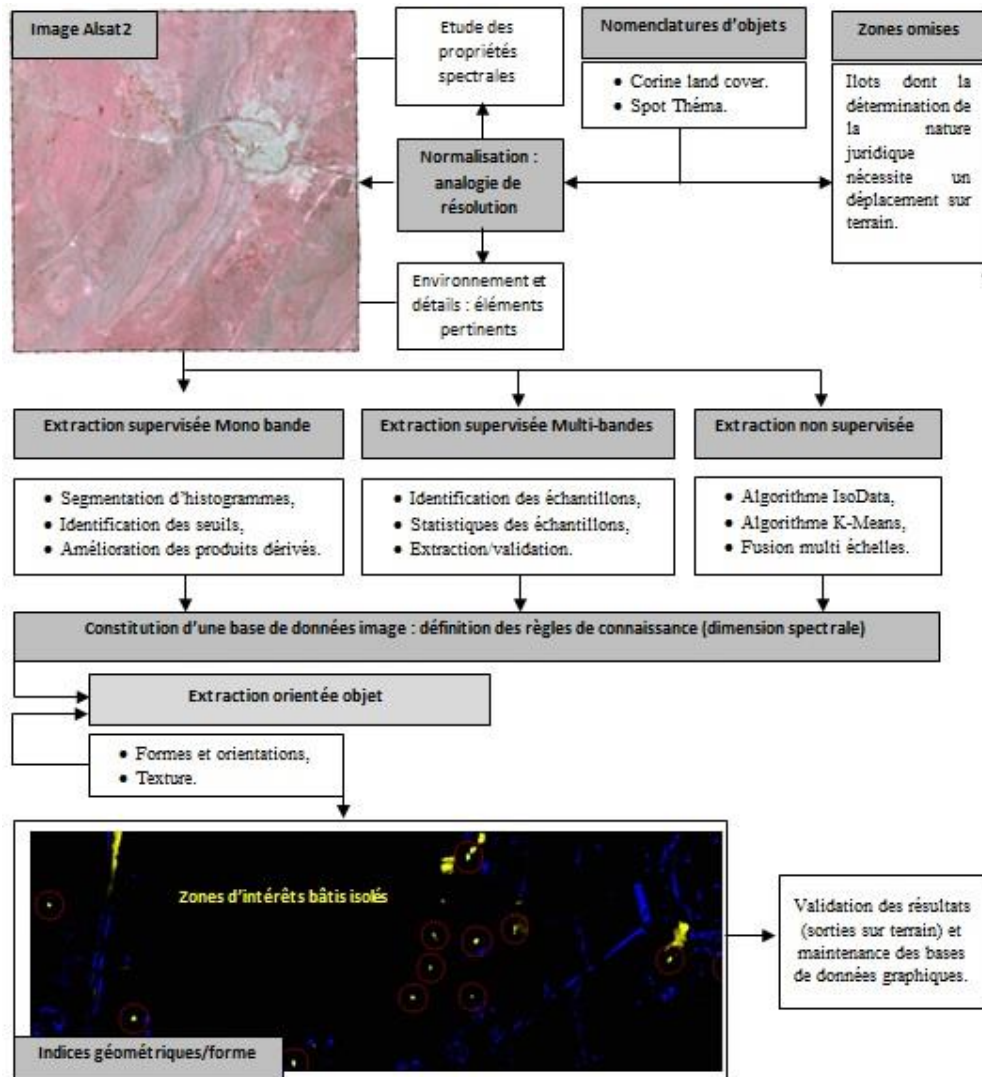 Image Alsat2
Etude des
propriétés
spectrales
Nomenclatures d'objets
• Corine land cover.
• Spot Théma.
Zones omises
Ilots dont la
détermination de
la nature
juridique
nécessite un
déplacement sur
terrain.
Normalisation :
analogie de
résolution
Environnement et
détails : éléments
pertinents
Extraction supervisée Mono bande
• Segmentation d'histogrammes,
• Identification des seuils,
• Amélioration des produits dérivés.
Extraction supervisée Multi-bandes
• Identification des échantillons,
• Statistiques des échantillons,
• Extraction/validation.
Extraction non supervisée
• Algorithme IsoData,
• Algorithme K-Means,
• Fusion multi échelles.
Constitution d'une base de données image : définition des règles de connaissance (dimension spectrale)
Extraction orientée objet
• Formes et orientations,
• Texture.
Zones d'intérêts bâtis isolés
Indices géométriques/forme
Validation des résultats
(sorties sur terrain) et
maintenance des bases
de données graphiques.